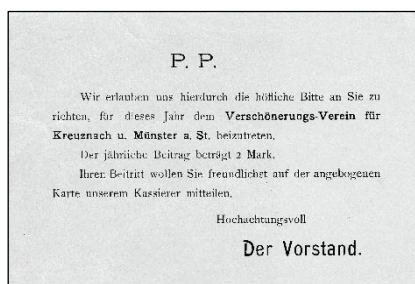 P. P.
Wir erlauben uns hierdurch die höfliche Bitte an Sie zu
richten, für dieses Jahr dem Verschönerungs-Verein für
Kreuznach u. Münster a. St. beizutreten.
Der jährliche Beitrag beträgt 2 Mark.
Ihren Beitritt wollen Sie freundlichst auf der angebogenen
Karte unserem Kassierer mitteilen.
Hochachtungsvoll
Der Vorstand.